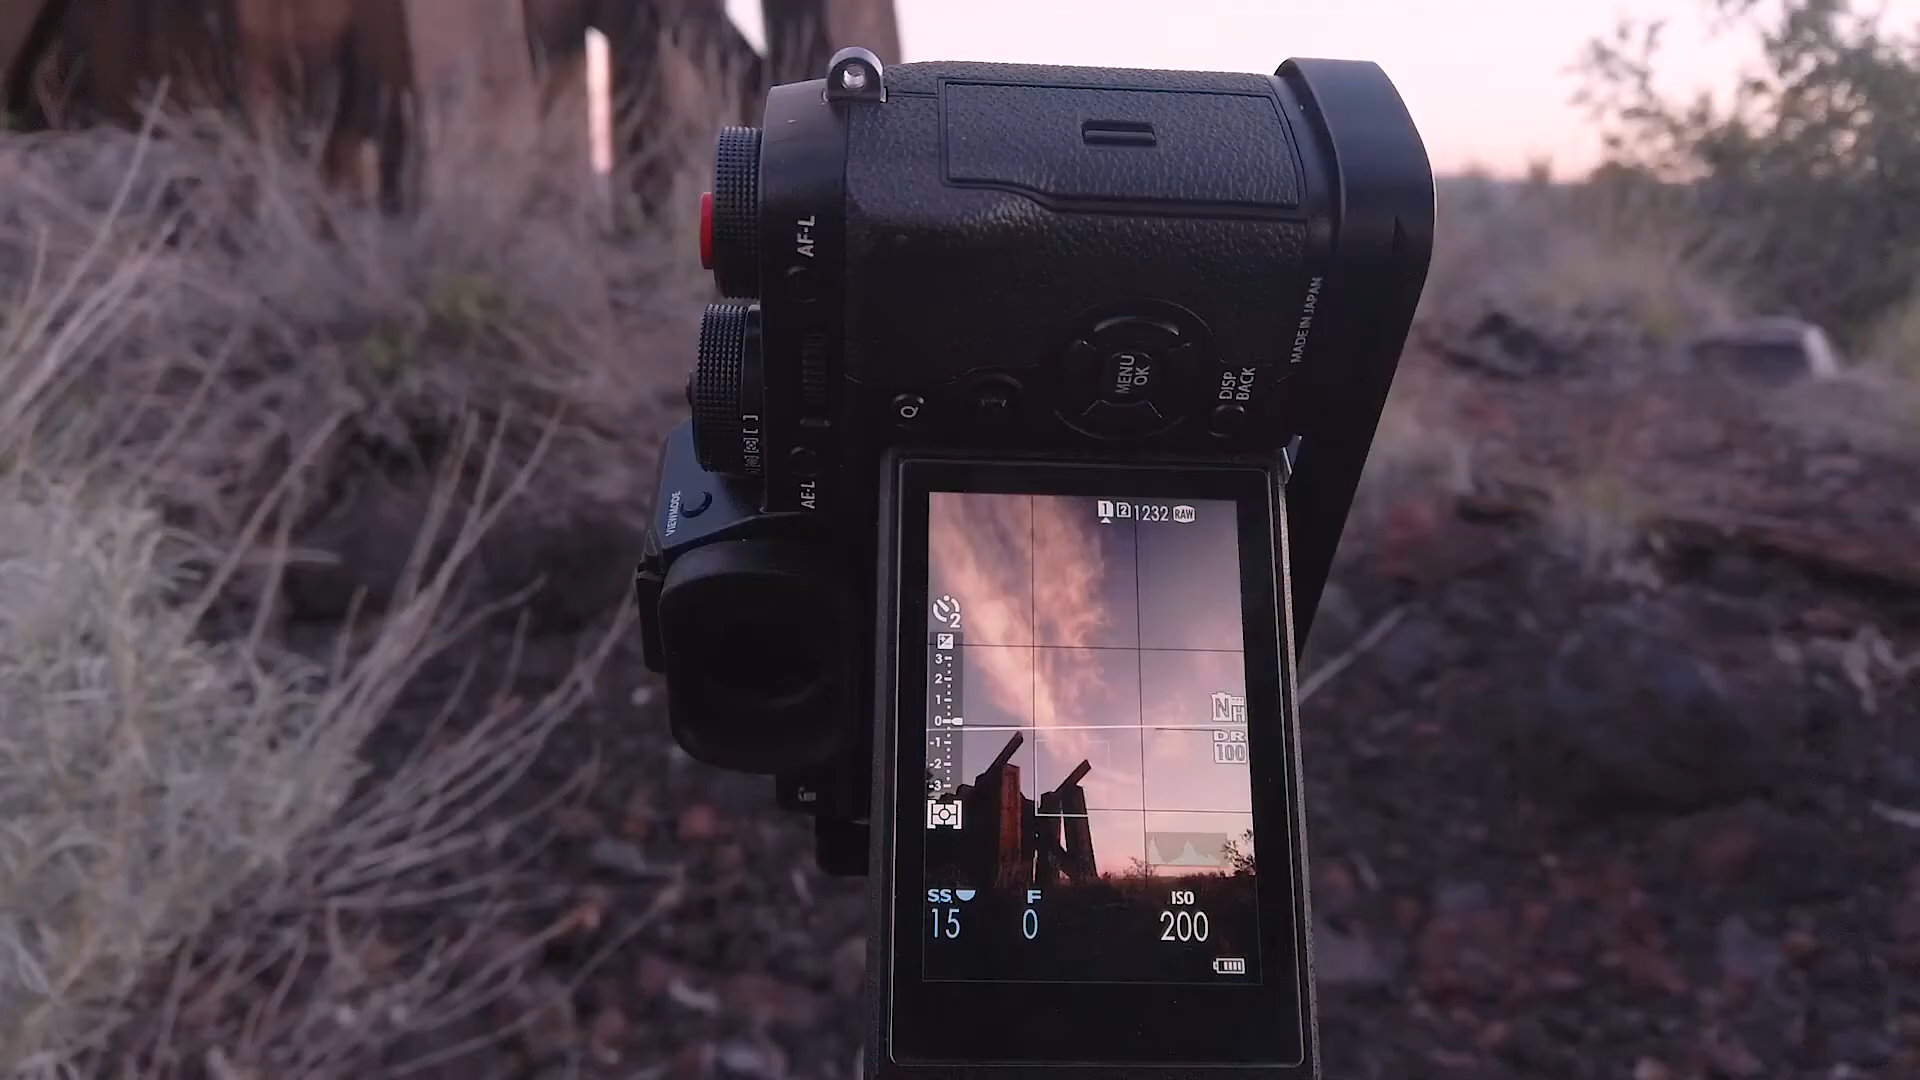 AF-L
MADE IN JAPAN
MENU
OK
DISP
BACK
Q
AE-L
VIEW MODE
1 2 1232 RAW
2
3
2
1
0
-1
-2
-3
N H
DR
100
S.S. F ISO
15 0 200